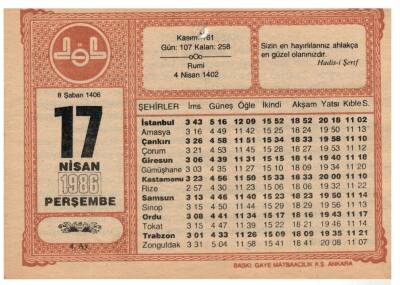 Kasım: 161
Gün: 107 Kalan: 258
Rumi
4 Nisan 1402
Sizin en hayırlılarınız ahlakça
en güzel olanınızdır.
Hadis-i Şerif
8 Şaban 1406
17
NİSAN
1986
PERŞEMBE
4. AY
ŞEHİRLER İms. Güneş Öğle İkindi Akşam Yatsı Kıble S.
İstanbul 3 43 5 16 12 09 15 52 18 52 20 18 11 02
Amasya 3 16 4 49 11 42 15 25 18 24 19 50 11 13
Çankırı 3 26 4 58 11 51 15 34 18 33 19 58 11 10
Çorum 3 21 4 53 11 45 15 28 18 27 19 53 11 12
Giresun 3 06 4 39 11 31 15 15 18 14 19 40 11 18
Gümüşhane 3 03 4 35 11 27 15 10 18 09 19 34 11 20
Kastamonu 3 23 4 56 11 50 15 33 18 33 20 00 11 10
Rize 2 57 4 30 11 23 15 06 18 06 19 32 11 22
Samsun 3 13 4 46 11 40 15 23 18 23 19 50 11 14
Sinop 3 15 4 50 11 44 15 28 18 29 19 56 11 13
Ordu 3 08 4 41 11 34 15 17 18 16 19 43 11 17
Tokat 3 15 4 47 11 39 15 22 18 21 19 46 11 14
Trabzon 3 01 4 33 11 26 15 09 18 09 19 35 11 21
Zonguldak 3 31 5 04 11 58 15 41 18 41 20 08 11 07
BASKI: GAYE MATBAACILIK A.Ş. ANKARA